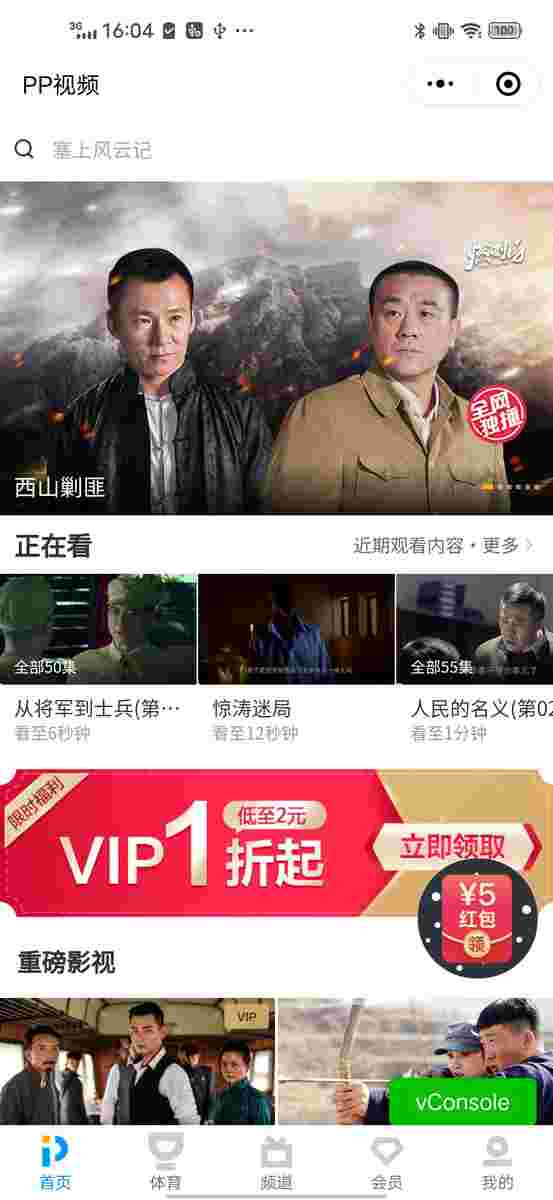 3G 16:04 100
PP视频
塞上风云记
全网
独播
西山剿匪
正在看
近期观看内容·更多
全部50集
全部55集
从将军到士兵(第…
惊涛迷局
人民的名义(第02
看至6秒钟
看至12秒钟
看至1分钟
限时福利
VIP1折起
低至2元
立即领取
¥5
红包
领
重磅影视
VIP
vConsole
首页
体育
频道
会员
我的